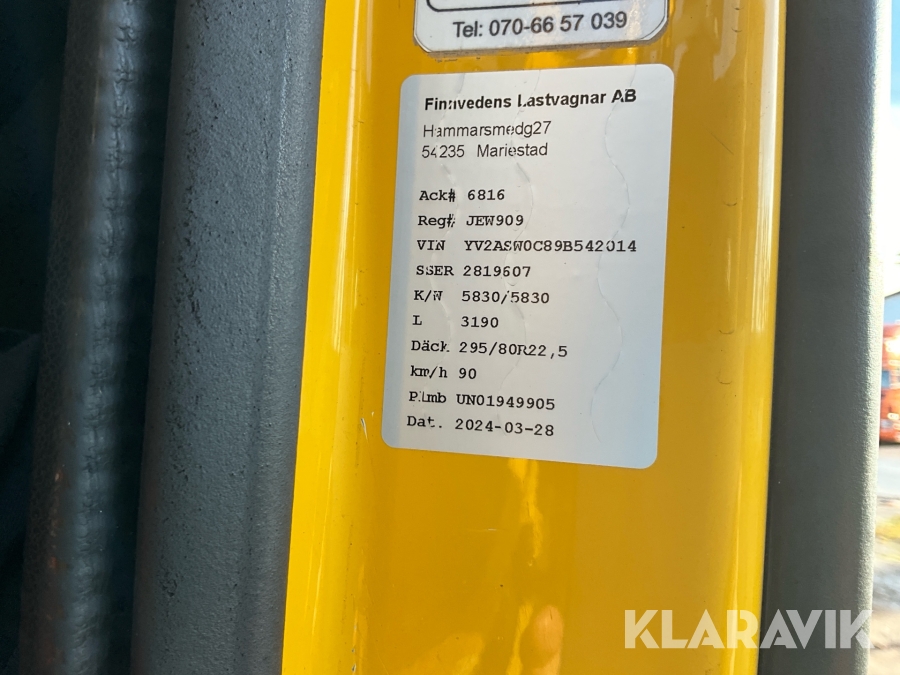 Tel: 070-66 57 039
Finnvedens Lastvagnar AB
Hammarsmedg27
54235 Mariestad
Ack# 6816
Reg# JEW909
VIN YV2ASW0C89B542014
SSER 2819607
K/W 5830/5830
L 3190
Däck 295/80R22,5
km/h 90
Plmb UN01949905
Dat. 2024-03-28
KLARAVIK